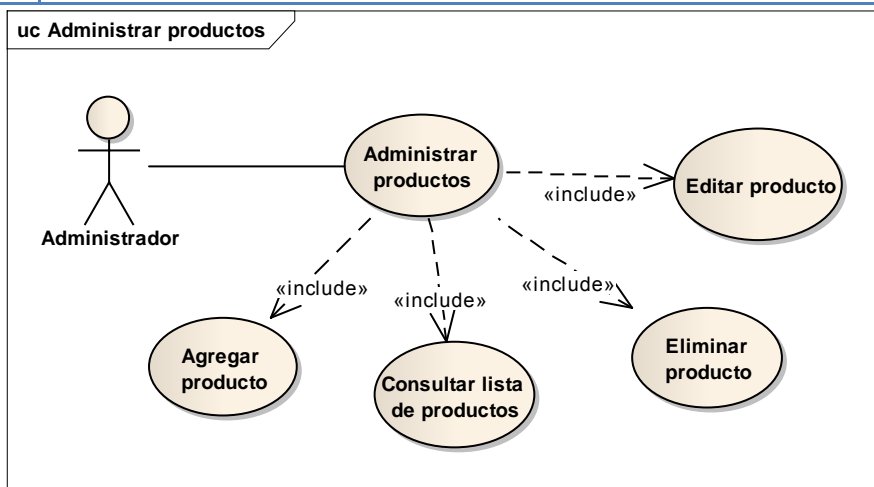 uc Administrar productos
Administrador
Administrar
productos
«include»
Editar producto
«include»
Agregar
producto
«include»
Consultar lista
de productos
«include»
Eliminar
producto